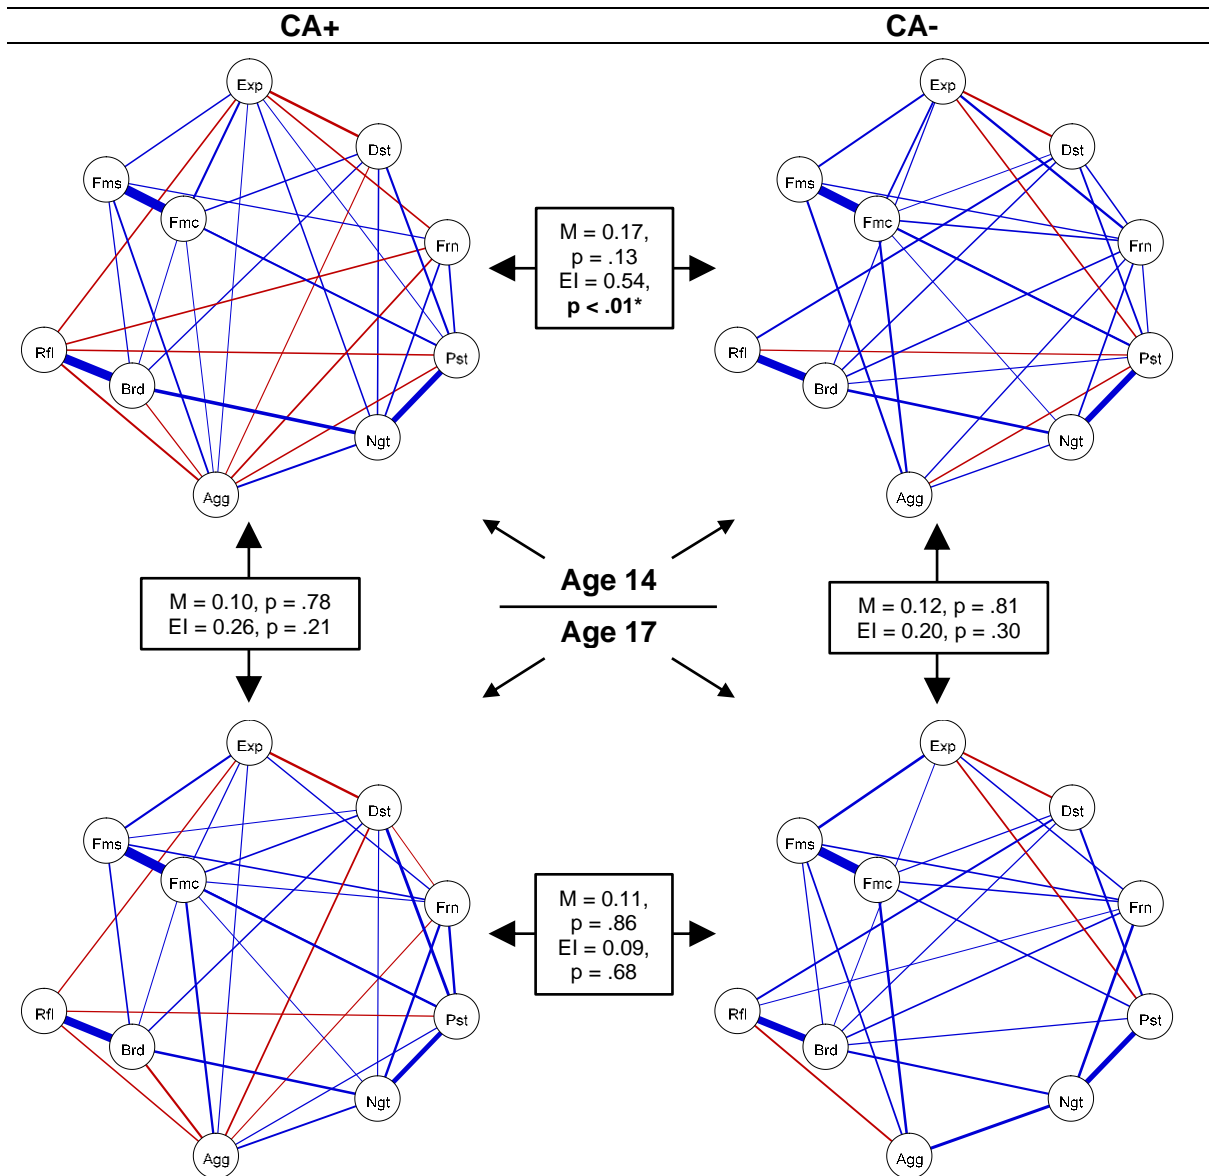 CA+ CA-
Exp
Dst
Fms
Fmc
Frn
Rfl
Brd
Pst
Ngt
Agg
M = 0.17,
p = .13
EI = 0.54,
p < .01*
Exp
Dst
Fms
Fmc
Frn
Rfl
Brd
Pst
Ngt
Agg
M = 0.10, p = .78
EI = 0.26, p = .21
Age 14
Age 17
M = 0.12, p = .81
EI = 0.20, p = .30
Exp
Dst
Fms
Fmc
Frn
Rfl
Brd
Pst
Ngt
Agg
M = 0.11,
p = .86
EI = 0.09,
p = .68
Exp
Dst
Fms
Fmc
Frn
Rfl
Brd
Pst
Ngt
Agg